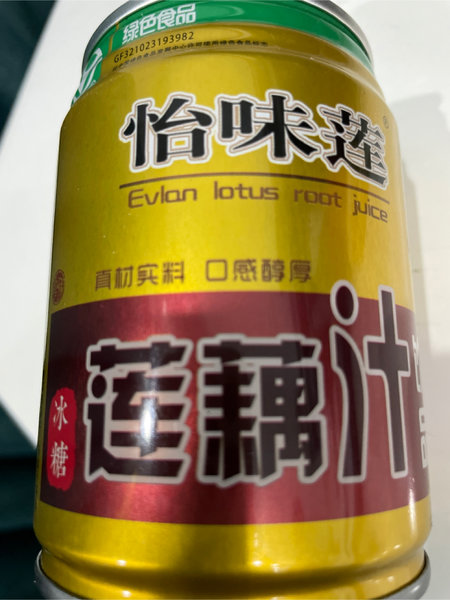 绿色食品
GF321023193982
怡味莲®
Evlan lotus root juice
真材实料 口感醇厚
冰糖
莲藕汁